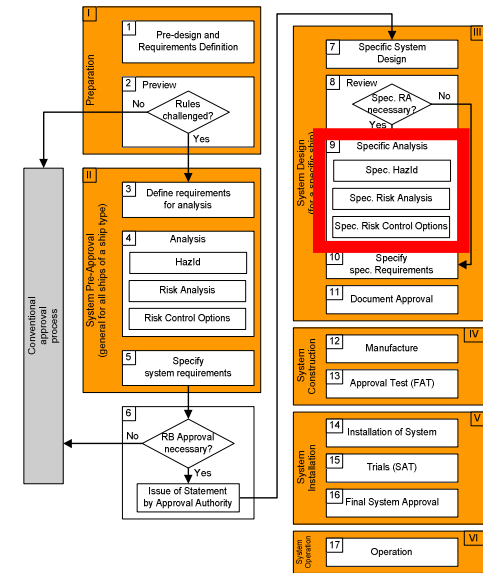 I
Preparation
1
Pre-design and
Requirements Definition
2
Preview
No
Rules
challenged?
Yes
Conventional
approval
process
II
System Pre-Approval
(general for all ships of a ship type)
3
Define requirements
for analysis
4
Analysis
HazId
Risk Analysis
Risk Control Options
5
Specify
system requirements
6
No
RB Approval
necessary?
Yes
Issue of Statement
by Approval Authority
III
System Design
(for a specific ship)
7
Specific System
Design
8
Review
Spec. RA
necessary?
No
Yes
9
Specific Analysis
Spec. HazId
Spec. Risk Analysis
Spec. Risk Control Options
10
Specify
spec. Requirements
11
Document Approval
IV
System
Construction
12
Manufacture
13
Approval Test (FAT)
V
System
Installation
14
Installation of System
15
Trials (SAT)
16
Final System Approval
VI
System
Operation
17
Operation